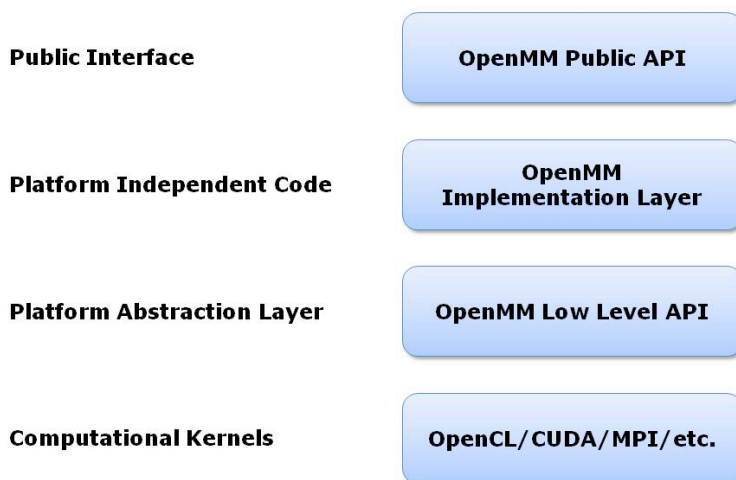 Public Interface
OpenMM Public API
Platform Independent Code
OpenMM
Implementation Layer
Platform Abstraction Layer
OpenMM Low Level API
Computational Kernels
OpenCL/CUDA/MPI/etc.